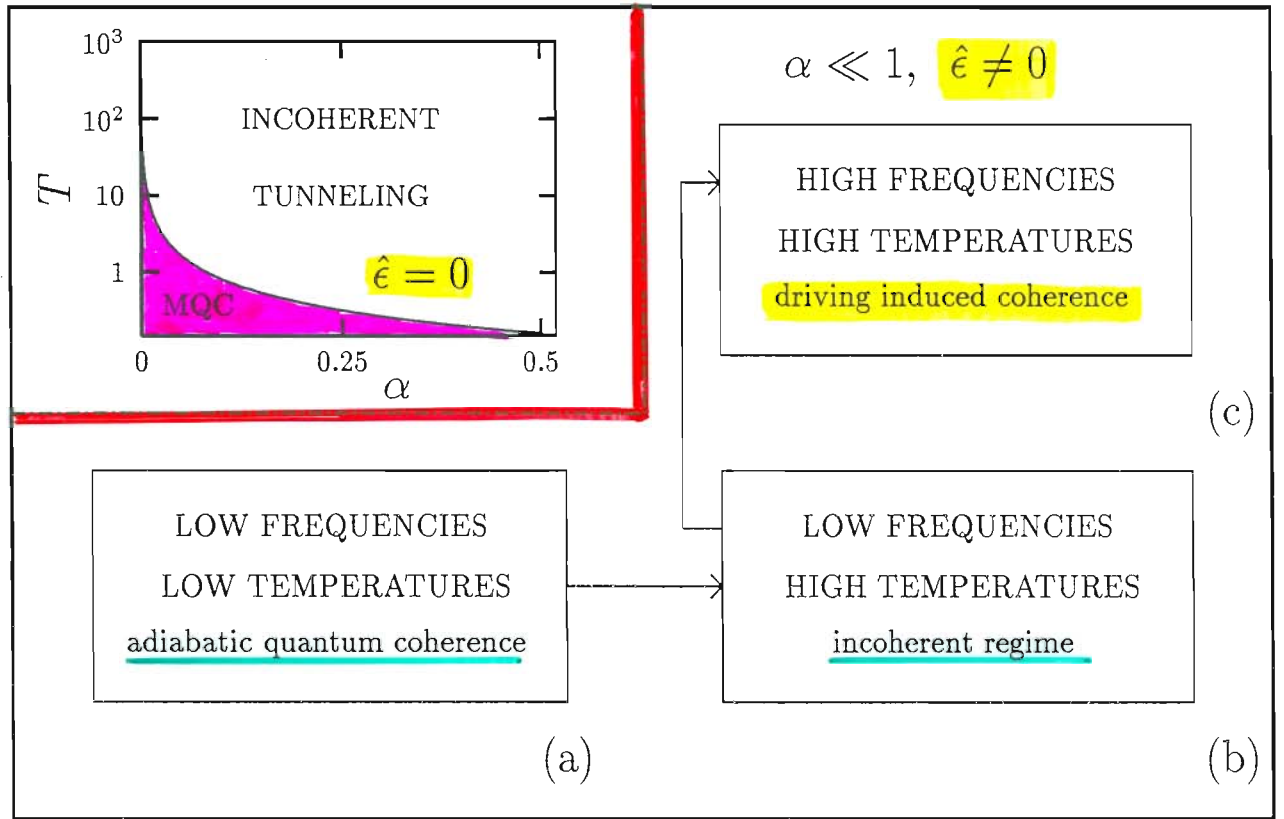 10³
10²
10
1
T
INCOHERENT
TUNNELING
ε̂ = 0
MQC
0
0.25
0.5
α
α ≪ 1, ε̂ ≠ 0
HIGH FREQUENCIES
HIGH TEMPERATURES
driving induced coherence
(c)
LOW FREQUENCIES
LOW TEMPERATURES
adiabatic quantum coherence
(a)
LOW FREQUENCIES
HIGH TEMPERATURES
incoherent regime
(b)